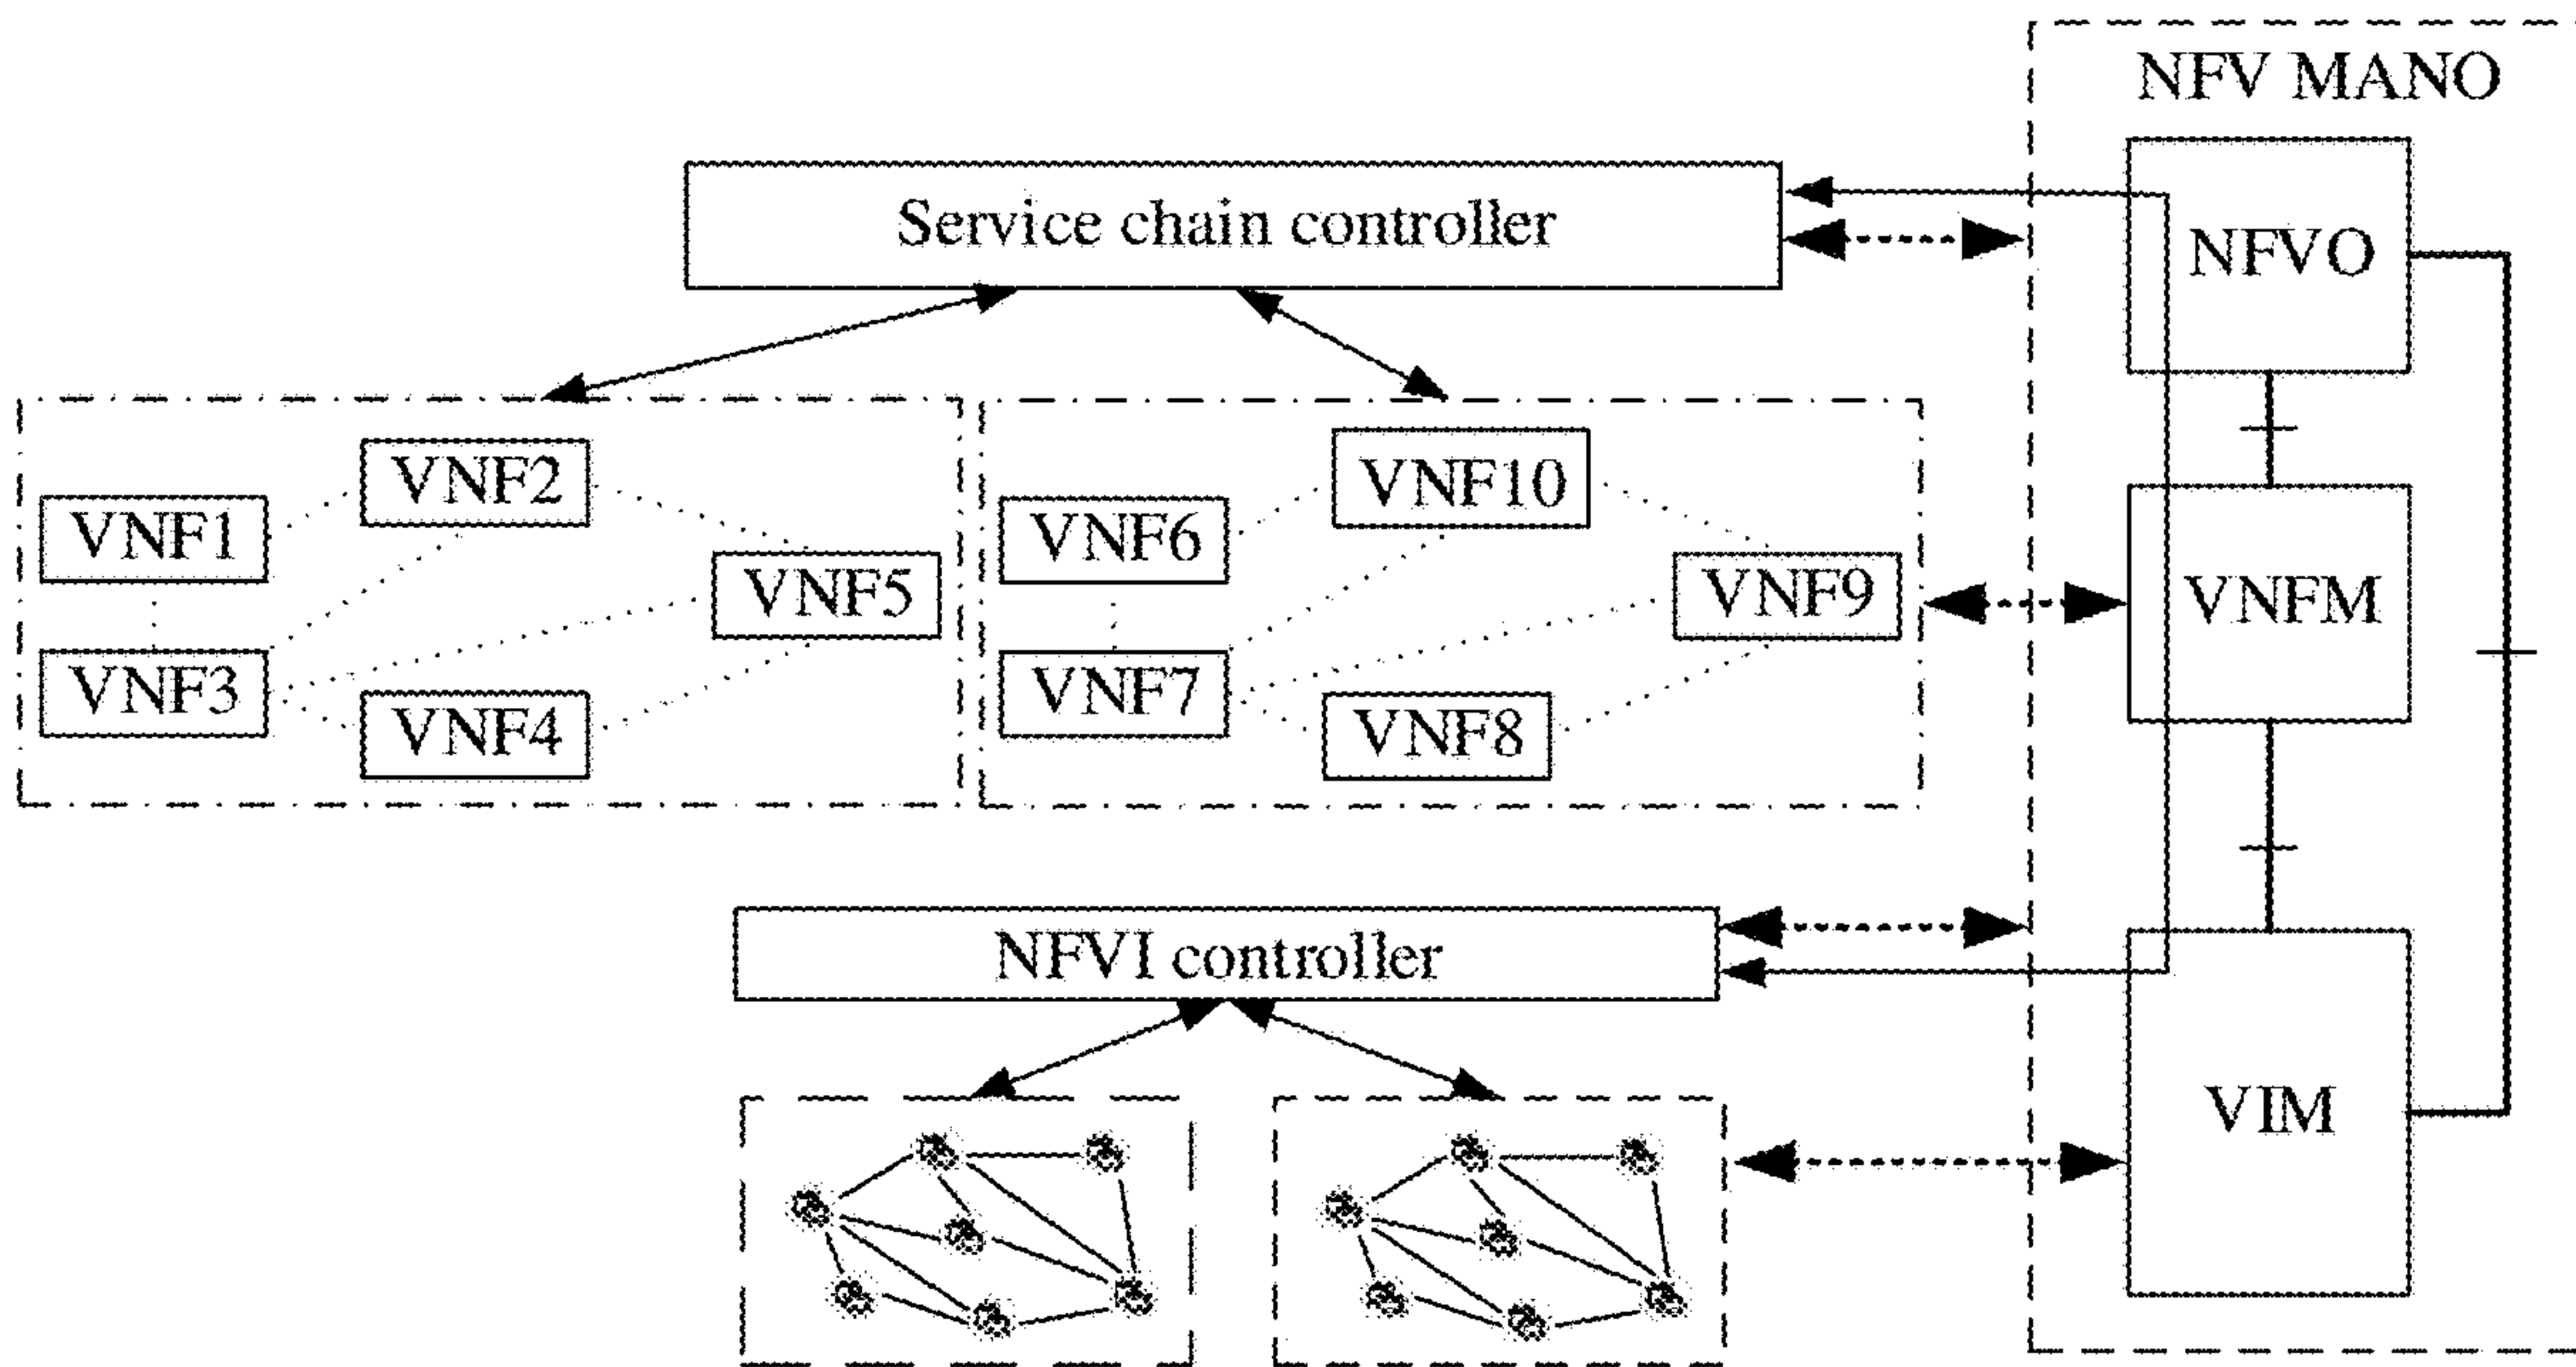 NFV MANO
Service chain controller
NFVO
VNF2
VNF10
VNF1
VNF6
VNF5
VNF9
VNFM
VNF3
VNF7
VNF4
VNF8
NFVI controller
VIM